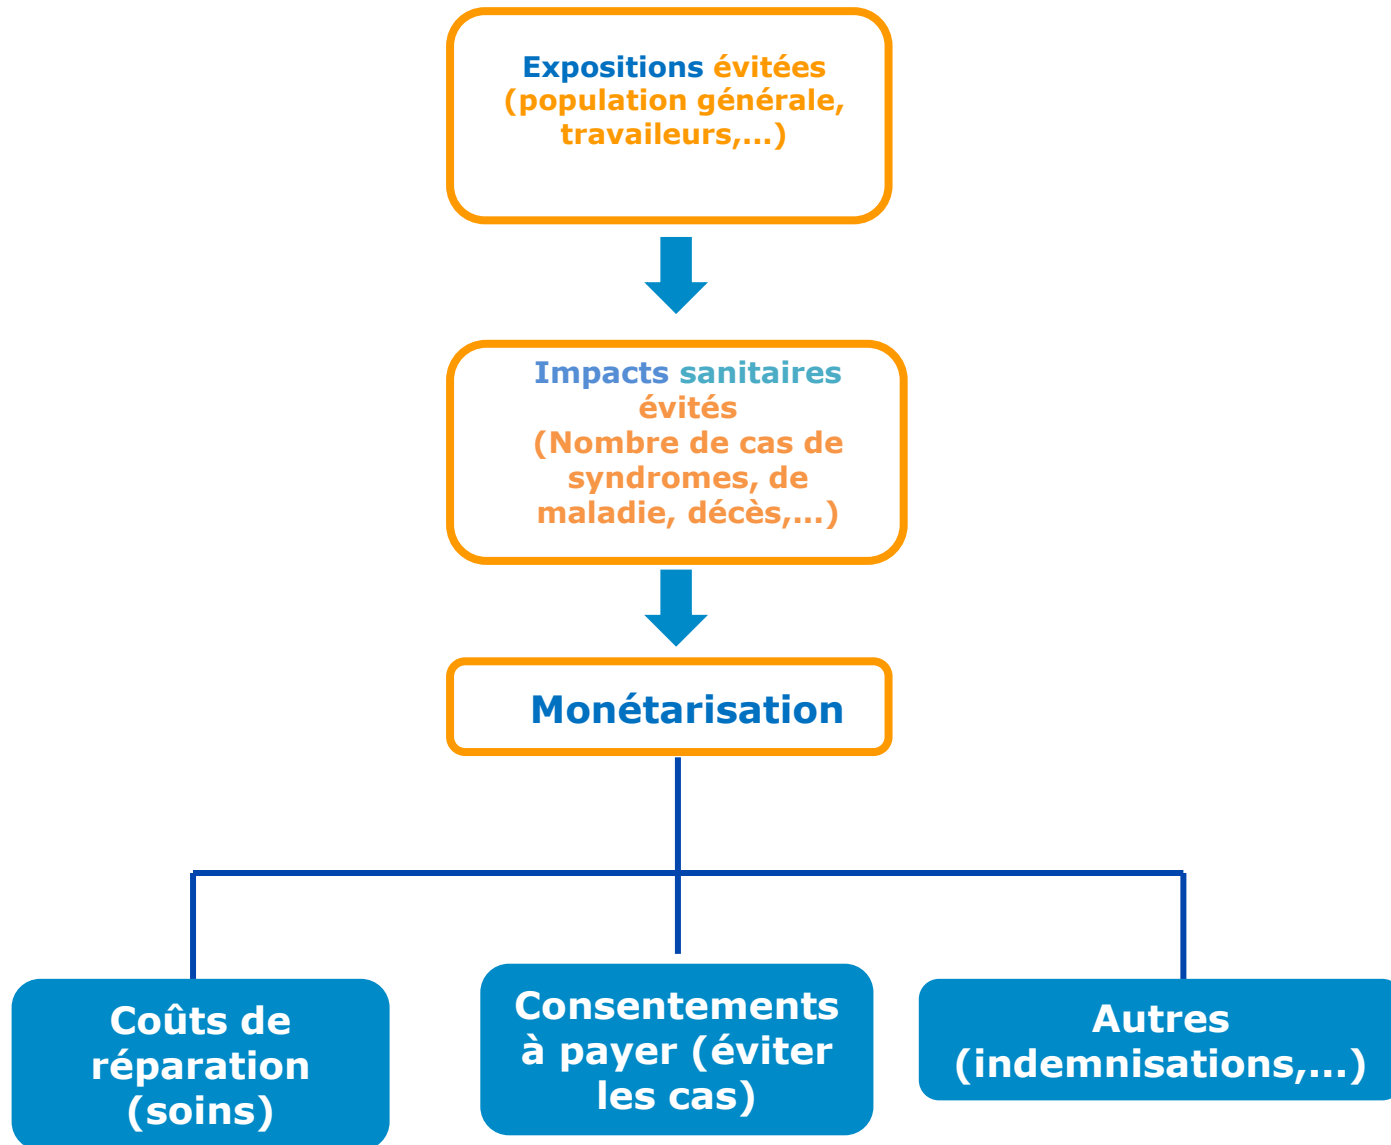 Expositions évitées
(population générale,
travaileurs,...)
Impacts sanitaires
évités
(Nombre de cas de
syndromes, de
maladie, décès,...)
Monétarisation
Coûts de
réparation
(soins)
Consentements
à payer (éviter
les cas)
Autres
(indemnisations,...)